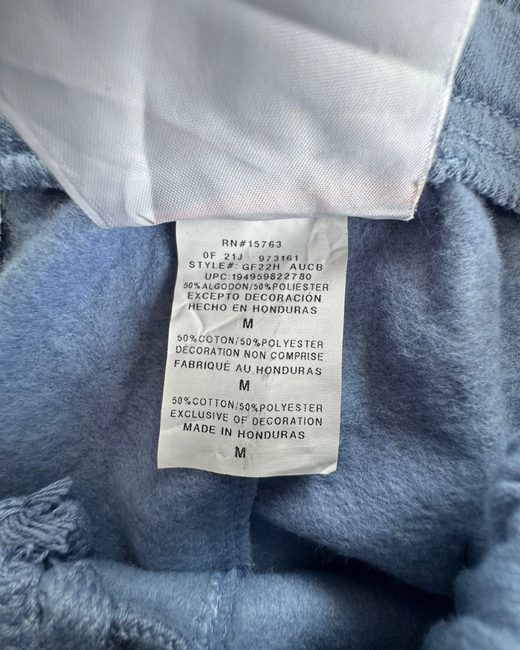 RN#15763
0F 21J 973161
STYLE#: GF22H AUCB
UPC:194959822780
50%ALGODON/50%POLIESTER
EXCEPTO DECORACIÓN
HECHO EN HONDURAS
M
50%COTON/50%POLYESTER
DÉCORATION NON COMPRISE
FABRIQUÉ AU HONDURAS
M
50%COTTON/50%POLYESTER
EXCLUSIVE OF DECORATION
MADE IN HONDURAS
M